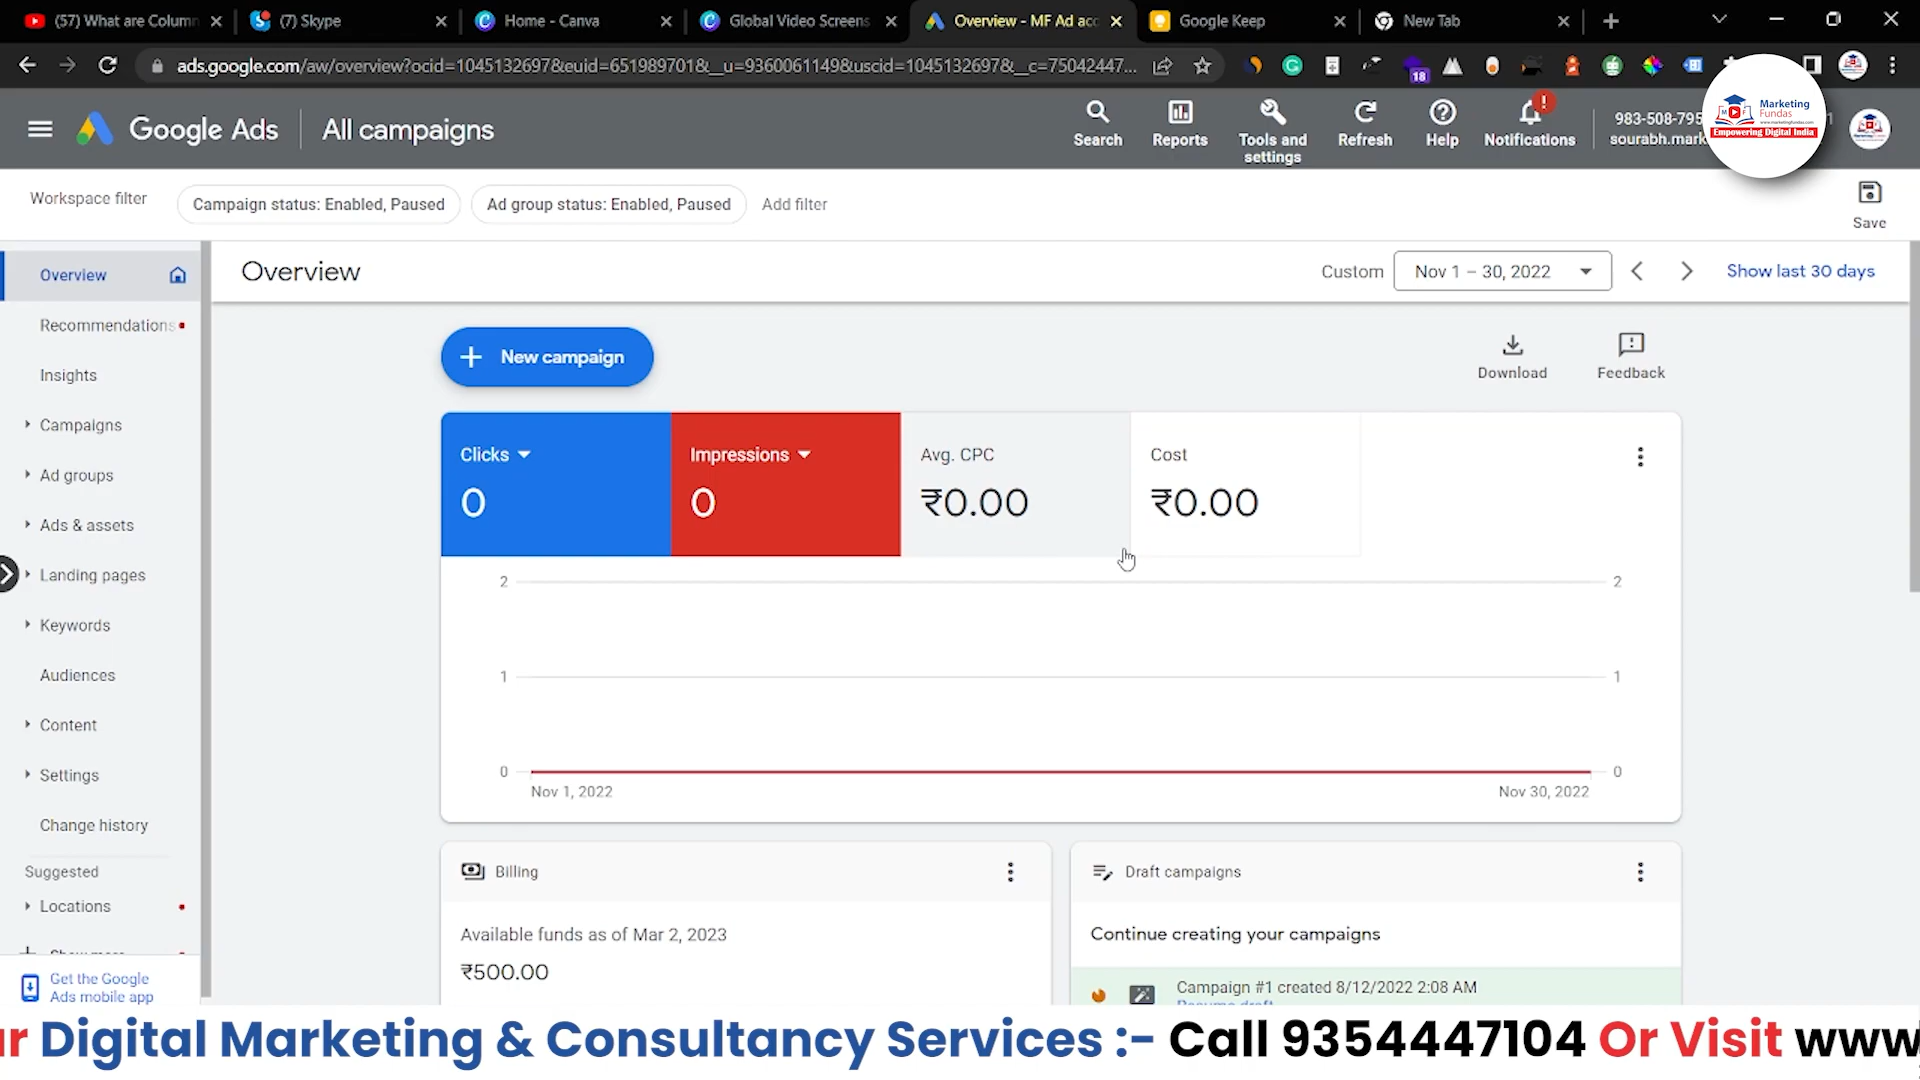 (57) What are Column
(7) Skype
Home - Canva
Global Video Screens
Overview - MF Ad acc
Google Keep
New Tab
ads.google.com/aw/overview?ocid=1045132697&euid=651989701&__u=9360061149&uscid=1045132697&__c=75042447...
18
Google Ads
All campaigns
Search
Reports
Tools and settings
Refresh
Help
Notifications
!
983-508-795
sourabh.mark
1
Marketing
Fundas
www.marketingfundas.com
Empowering Digital India
Workspace filter
Campaign status: Enabled, Paused
Ad group status: Enabled, Paused
Add filter
Save
Overview
Recommendations
Insights
Campaigns
Ad groups
Ads & assets
Landing pages
Keywords
Audiences
Content
Settings
Change history
Suggested
Locations
Get the Google
Ads mobile app
Overview
Custom
Nov 1 – 30, 2022
Show last 30 days
New campaign
Download
Feedback
Clicks
0
Impressions
0
Avg. CPC
₹0.00
Cost
₹0.00
2
2
1
1
0
0
Nov 1, 2022
Nov 30, 2022
Billing
Available funds as of Mar 2, 2023
₹500.00
Draft campaigns
Continue creating your campaigns
Campaign #1 created 8/12/2022 2:08 AM
ur Digital Marketing & Consultancy Services :- Call 9354447104 Or Visit www